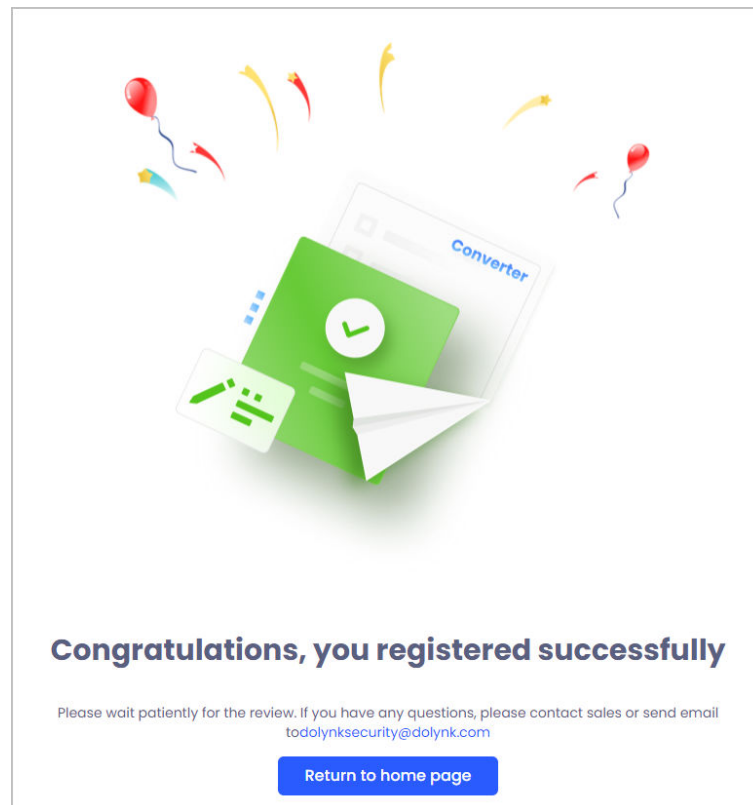 Converter
Congratulations, you registered successfully
Please wait patiently for the review. If you have any questions, please contact sales or send email
todolynksecurity@dolynk.com
Return to home page